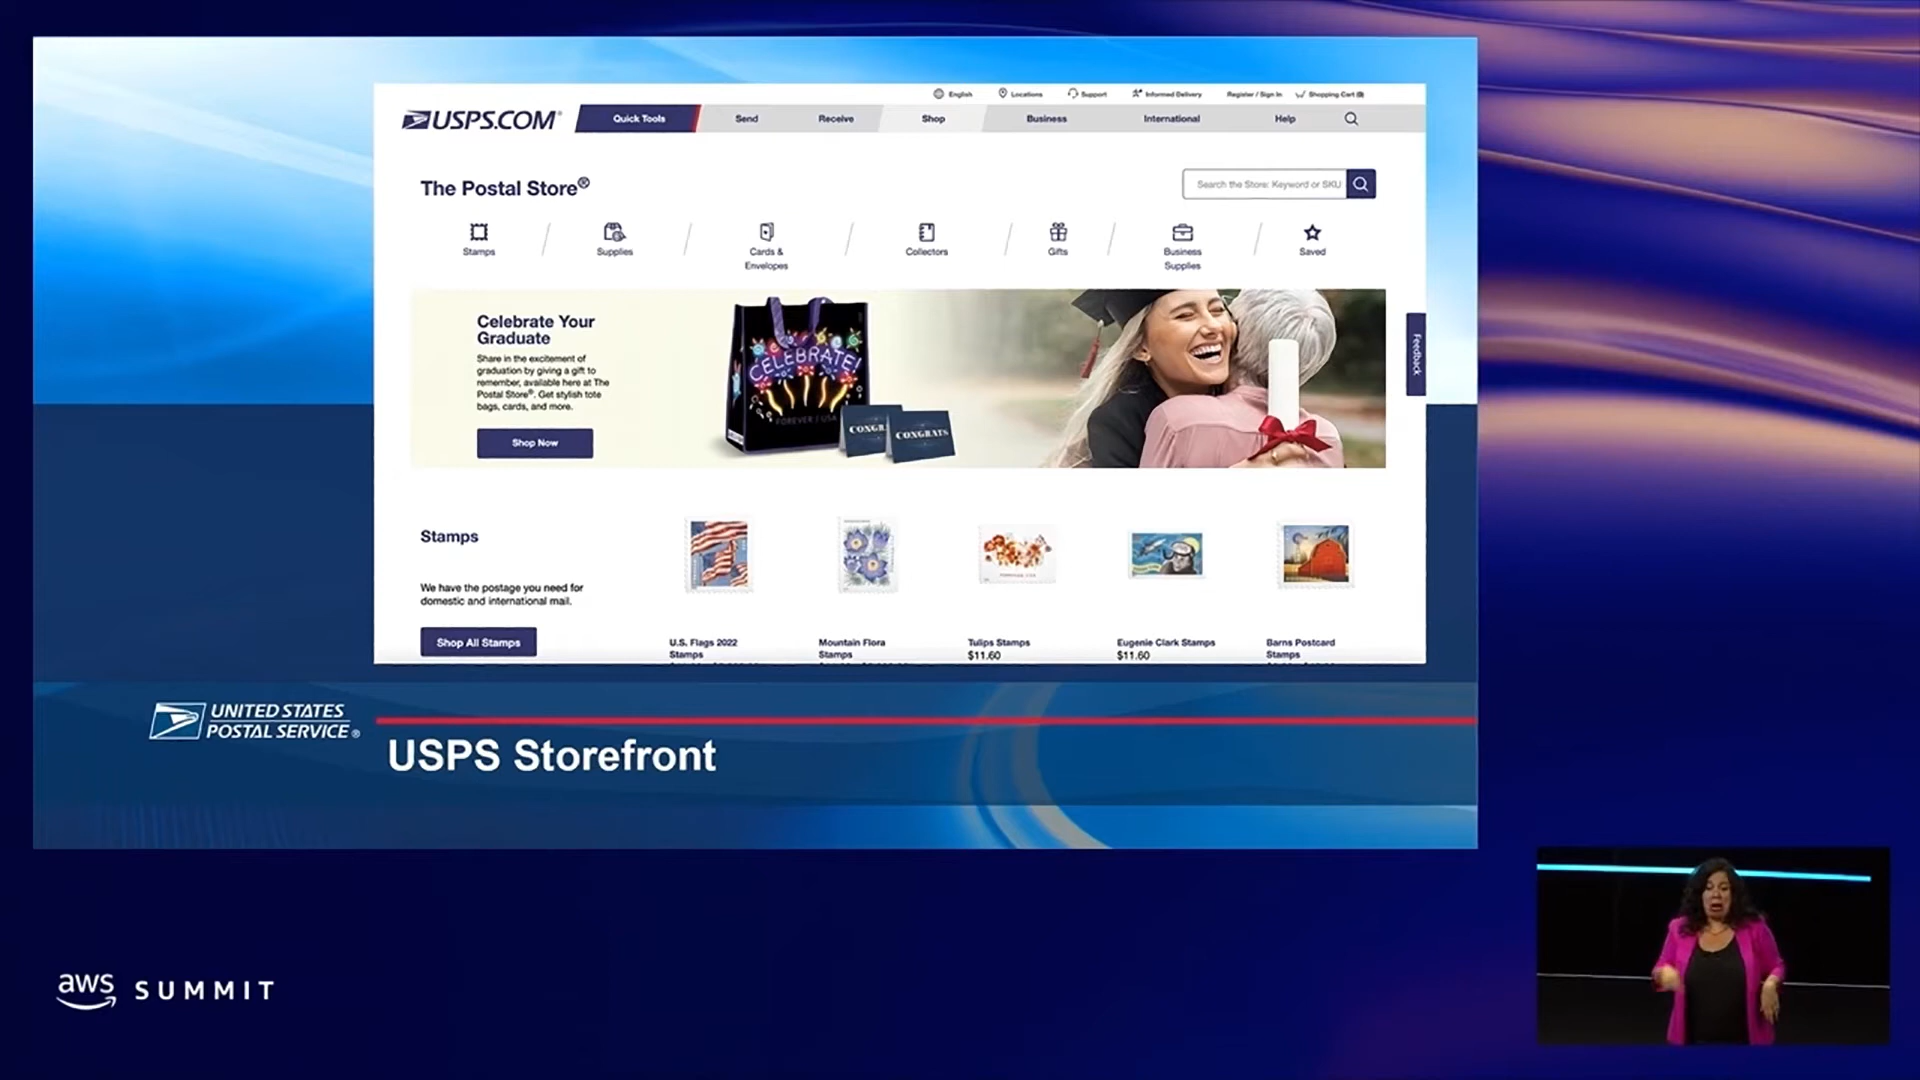 English
Locations
Support
Informed Delivery
Register / Sign In
Shopping Cart (0)
USPS.COM®
Quick Tools
Send
Receive
Shop
Business
International
Help
The Postal Store®
Search the Store: Keyword or SKU
Stamps
Supplies
Cards &
Envelopes
Collectors
Gifts
Business
Supplies
Saved
Celebrate Your
Graduate
Share in the excitement of
graduation by giving a gift to
remember, available here at The
Postal Store®. Get stylish tote
bags, cards, and more.
Shop Now
CELEBRATE!
FOREVER / USA
CONGR
CONGRATS
Feedback
Stamps
We have the postage you need for
domestic and international mail.
Shop All Stamps
U.S. Flags 2022
Stamps
Mountain Flora
Stamps
Tulips Stamps
$11.60
Eugenie Clark Stamps
$11.60
Barns Postcard
Stamps
UNITED STATES
POSTAL SERVICE®
USPS Storefront
aws SUMMIT